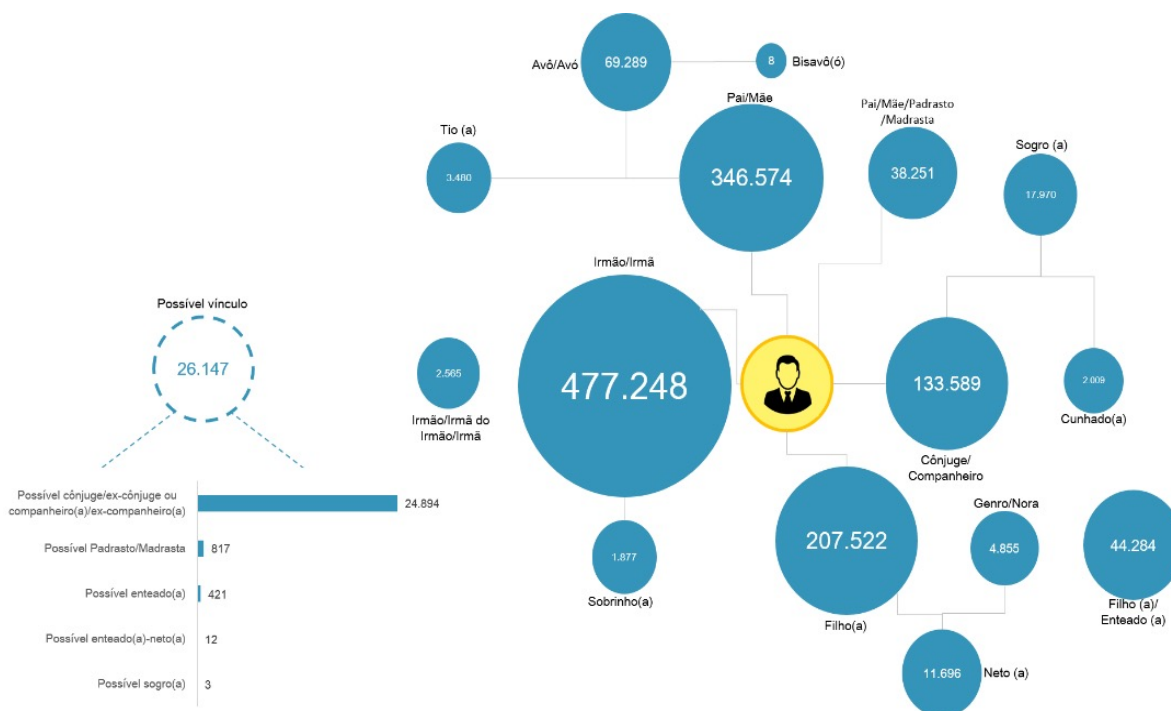 Avô/Avó
69.289
8
Bisavô(ó)
Pai/Mãe
346.574
Pai/Mãe/Padrasto
/Madrasta
38.251
Tio (a)
3.480
Sogro (a)
17.970
Irmão/Irmã
477.248
Possível vínculo
26.147
2.565
Irmão/Irmã do
Irmão/Irmã
133.589
Cônjuge/
Companheiro
2.009
Cunhado(a)
Possível cônjuge/ex-cônjuge ou
companheiro(a)/ex-companheiro(a)
24.894
Possível Padrasto/Madrasta
817
Possível enteado(a)
421
Possível enteado(a)-neto(a)
12
Possível sogro(a)
3
1.877
Sobrinho(a)
207.522
Filho(a)
Genro/Nora
4.855
44.284
Filho (a)/
Enteado (a)
11.696
Neto (a)